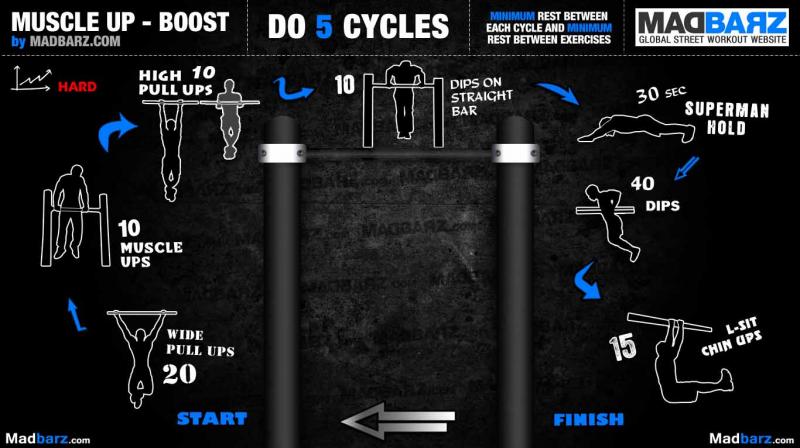 MUSCLE UP - BOOST
by MADBARZ.COM
DO 5 CYCLES
MINIMUM REST BETWEEN
EACH CYCLE AND MINIMUM
REST BETWEEN EXERCISES
MADBARZ
GLOBAL STREET WORKOUT WEBSITE
HARD
HIGH 10
PULL UPS
10
DIPS ON
STRAIGHT
BAR
30 SEC
SUPERMAN
HOLD
40
DIPS
10
MUSCLE
UPS
WIDE
PULL UPS
20
15
L-SIT
CHIN UPS
START
FINISH
Madbarz.com
Madbarz.com